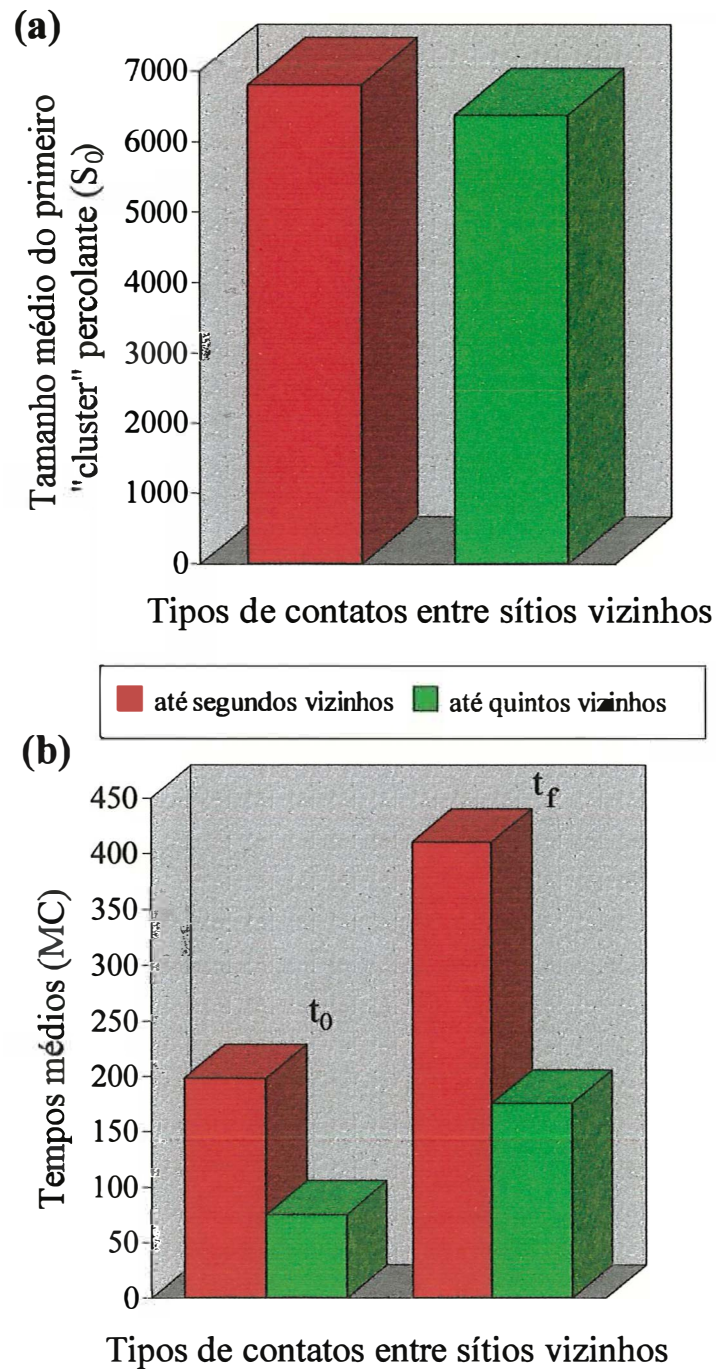 (a)
Tamanho médio do primeiro
"cluster" percolante (S0)
7000
6000
5000
4000
3000
2000
1000
0
Tipos de contatos entre sítios vizinhos
até segundos vizinhos
até quintos vizinhos
(b)
Tempos médios (MC)
450
400
350
300
250
200
150
100
50
0
t0
tf
Tipos de contatos entre sítios vizinhos